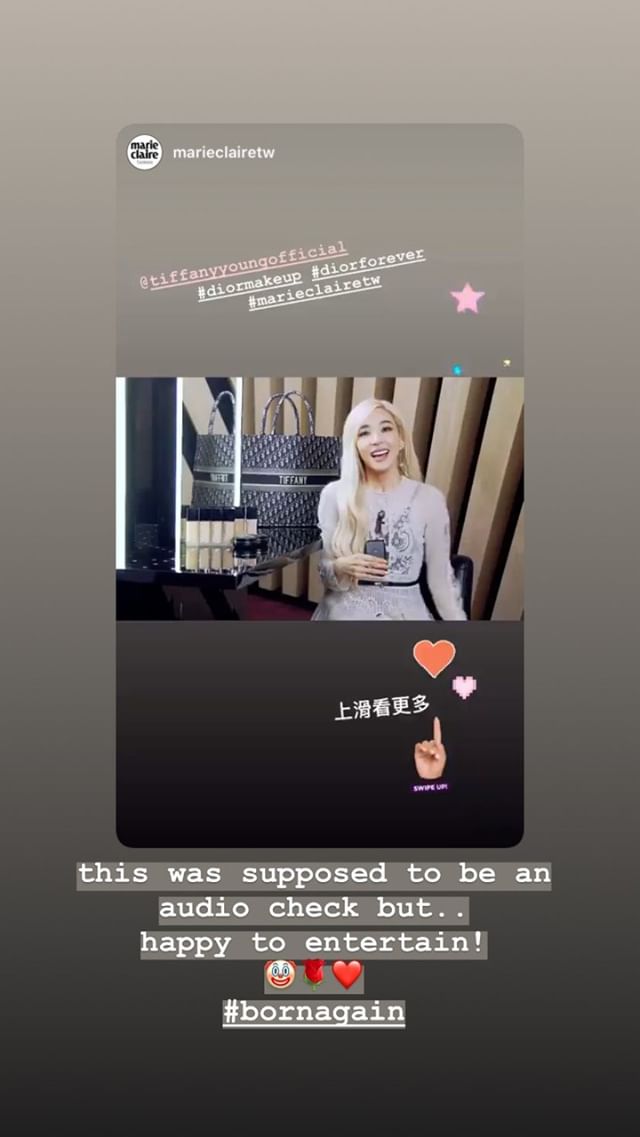 marie
claire
marieclairetw
@tiffanyyoungofficial
#diormakeup #diorforever
#marieclairetw
TIFFANY
上滑看更多
SWIPE UP!
this was supposed to be an
audio check but..
happy to entertain!
🤡🌹❤️
#bornagain